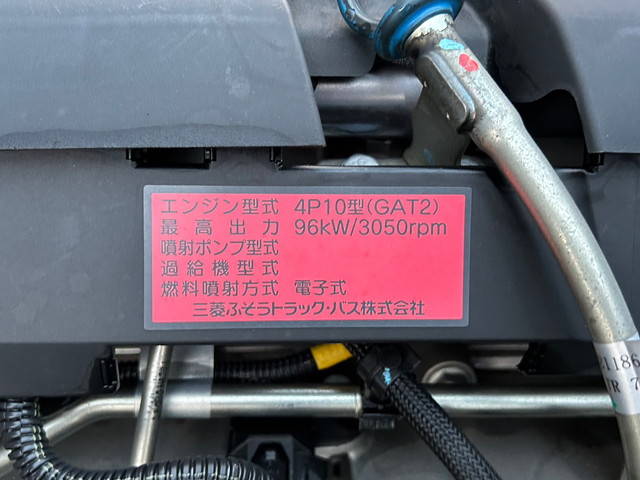 エンジン型式 4P10型(GAT2)
最高出力 96kW/3050rpm
噴射ポンプ型式
過給機型式
燃料噴射方式 電子式
三菱ふそうトラック・バス株式会社
1186
R 7